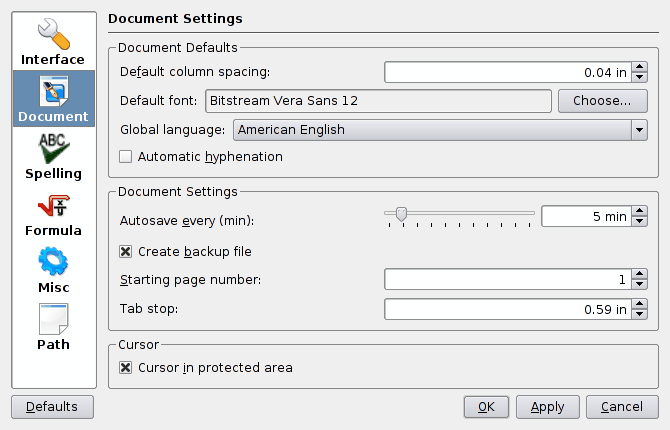 Document Settings
Interface
Document
ABC
Spelling
Formula
Misc
Path
Document Defaults
Default column spacing:
0.04 in
Default font:
Bitstream Vera Sans 12
Choose...
Global language:
American English
Automatic hyphenation
Document Settings
Autosave every (min):
5 min
Create backup file
Starting page number:
1
Tab stop:
0.59 in
Cursor
Cursor in protected area
Defaults
OK
Apply
Cancel